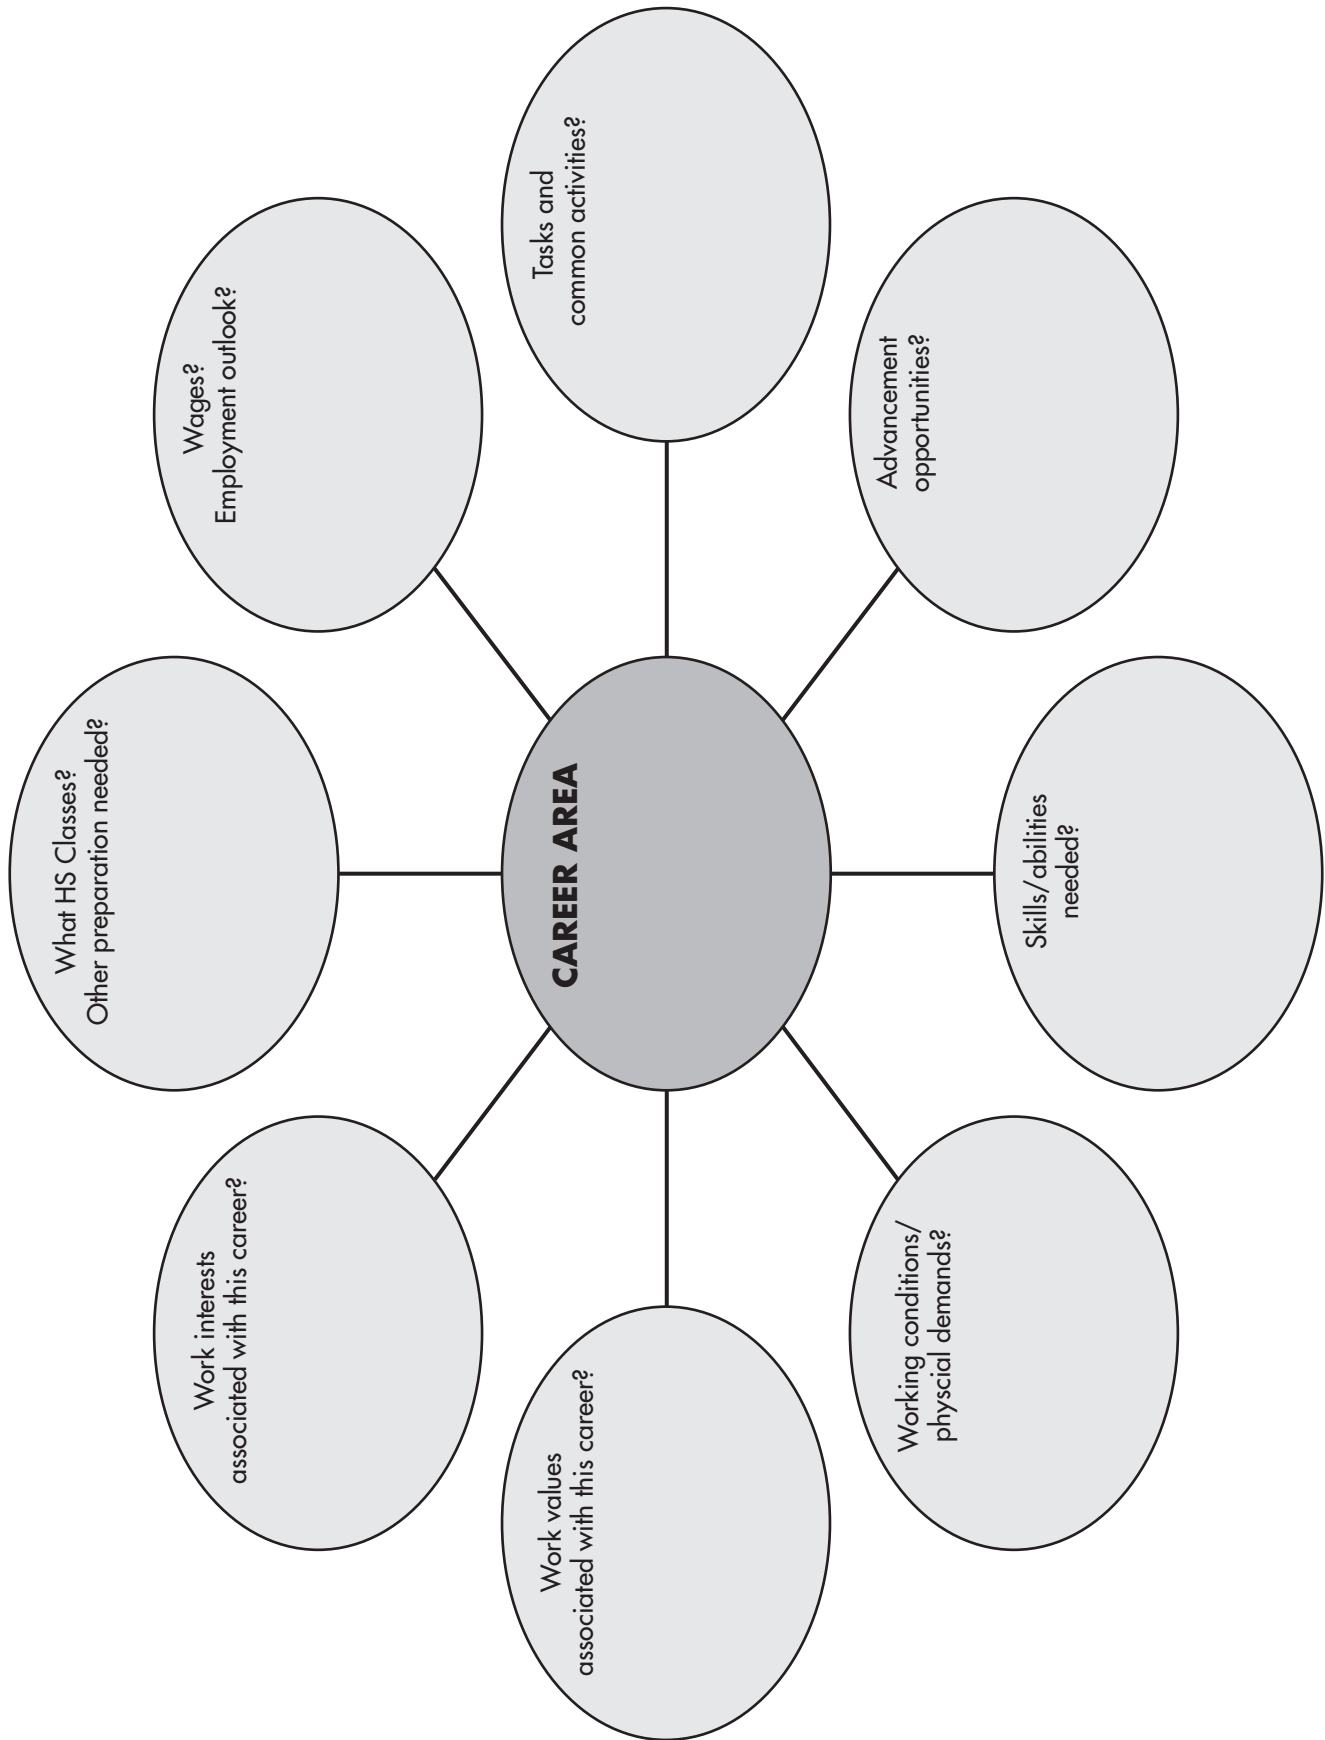 What HS Classes?
Other preparation needed?
Work interests
associated with this career?
Wages?
Employment outlook?
Work values
associated with this career?
CAREER AREA
Tasks and
common activities?
Working conditions/
physcial demands?
Advancement
opportunities?
Skills/abilities
needed?